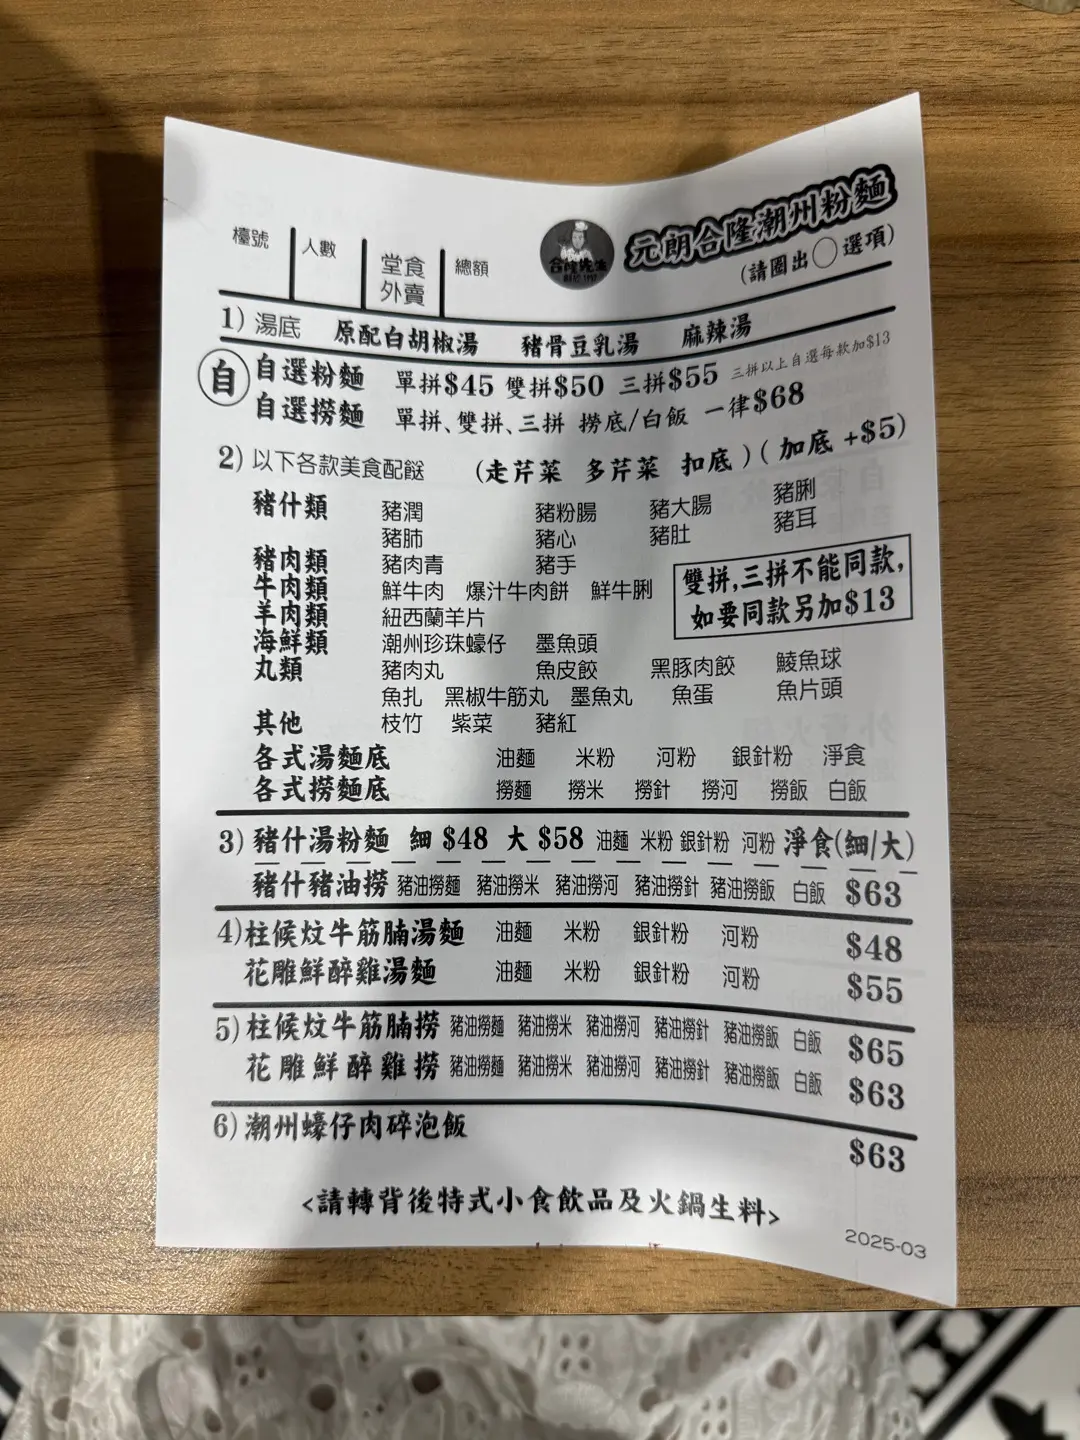 元朗合隆潮州粉麵
合隆先生
(請圈出○選項)
檯號 人數 堂食 外賣 總額
1) 湯底 原配白胡椒湯 豬骨豆乳湯 麻辣湯
自 自選粉麵 單拼$45 雙拼$50 三拼$55 三拼以上自選每款加$13
自選撈麵 單拼、雙拼、三拼 撈底/白飯 一律$68
2) 以下各款美食配餸 (走芹菜 多芹菜 扣底)(加底 +$5)
豬什類 豬潤 豬粉腸 豬大腸 豬脷
豬肺 豬心 豬肚 豬耳
豬肉類 豬肉青 豬手
牛肉類 鮮牛肉 爆汁牛肉餅 鮮牛脷
羊肉類 紐西蘭羊片
雙拼,三拼不能同款,
如要同款另加$13
海鮮類 潮州珍珠蠔仔 墨魚頭
丸類 豬肉丸 魚皮餃 黑豚肉餃 鯪魚球
魚扎 黑椒牛筋丸 墨魚丸 魚蛋 魚片頭
其他 枝竹 紫菜 豬紅
各式湯麵底 油麵 米粉 河粉 銀針粉 淨食
各式撈麵底 撈麵 撈米 撈針 撈河 撈飯 白飯
3) 豬什湯粉麵 細 $48 大 $58 油麵 米粉 銀針粉 河粉 淨食(細/大)
豬什豬油撈 豬油撈麵 豬油撈米 豬油撈河 豬油撈針 豬油撈飯 白飯 $63
4)柱候炆牛筋腩湯麵 油麵 米粉 銀針粉 河粉 $48
花雕鮮醉雞湯麵 油麵 米粉 銀針粉 河粉 $55
5)柱候炆牛筋腩撈 豬油撈麵 豬油撈米 豬油撈河 豬油撈針 豬油撈飯 白飯 $65
花雕鮮醉雞撈 豬油撈麵 豬油撈米 豬油撈河 豬油撈針 豬油撈飯 白飯 $63
6)潮州蠔仔肉碎泡飯 $63
<請轉背後特式小食飲品及火鍋生料>
2025-03